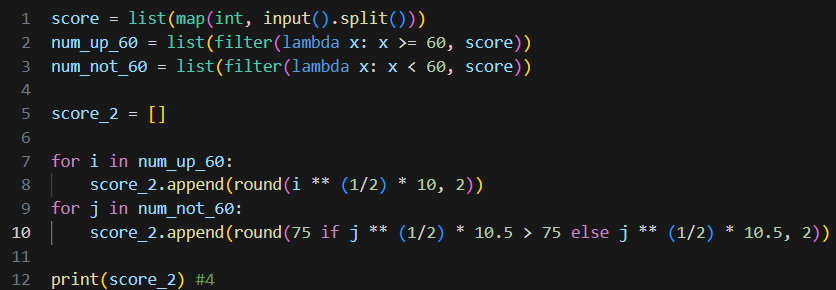 1 score = list(map(int, input().split()))
2 num_up_60 = list(filter(lambda x: x >= 60, score))
3 num_not_60 = list(filter(lambda x: x < 60, score))
4
5 score_2 = []
6
7 for i in num_up_60:
8     score_2.append(round(i ** (1/2) * 10, 2))
9 for j in num_not_60:
10     score_2.append(round(75 if j ** (1/2) * 10.5 > 75 else j ** (1/2) * 10.5, 2))
11
12 print(score_2) #4